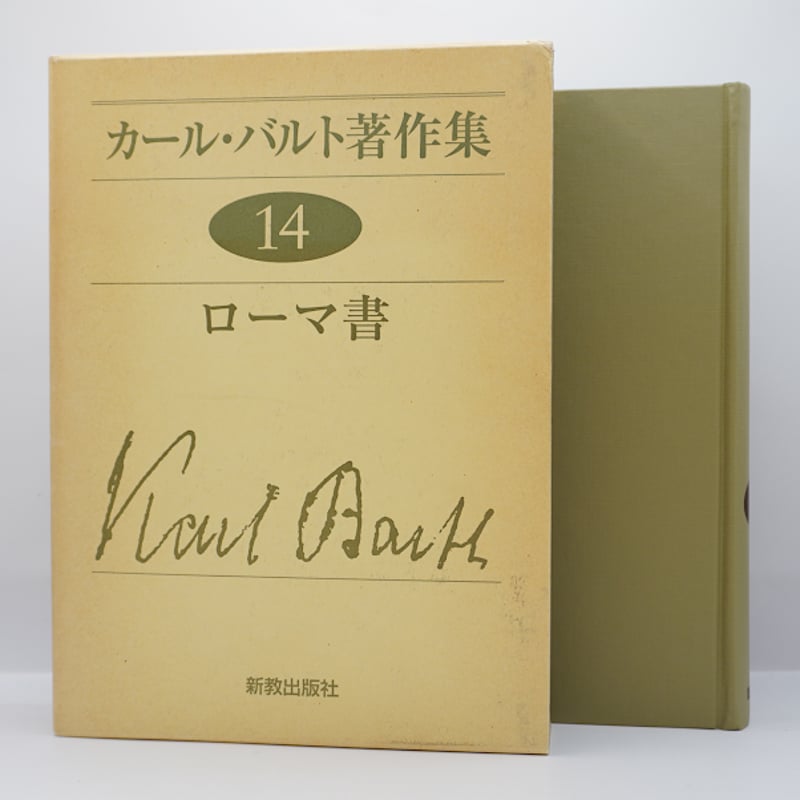 カール・バルト著作集
14
ローマ書
Karl Barth
新教出版社